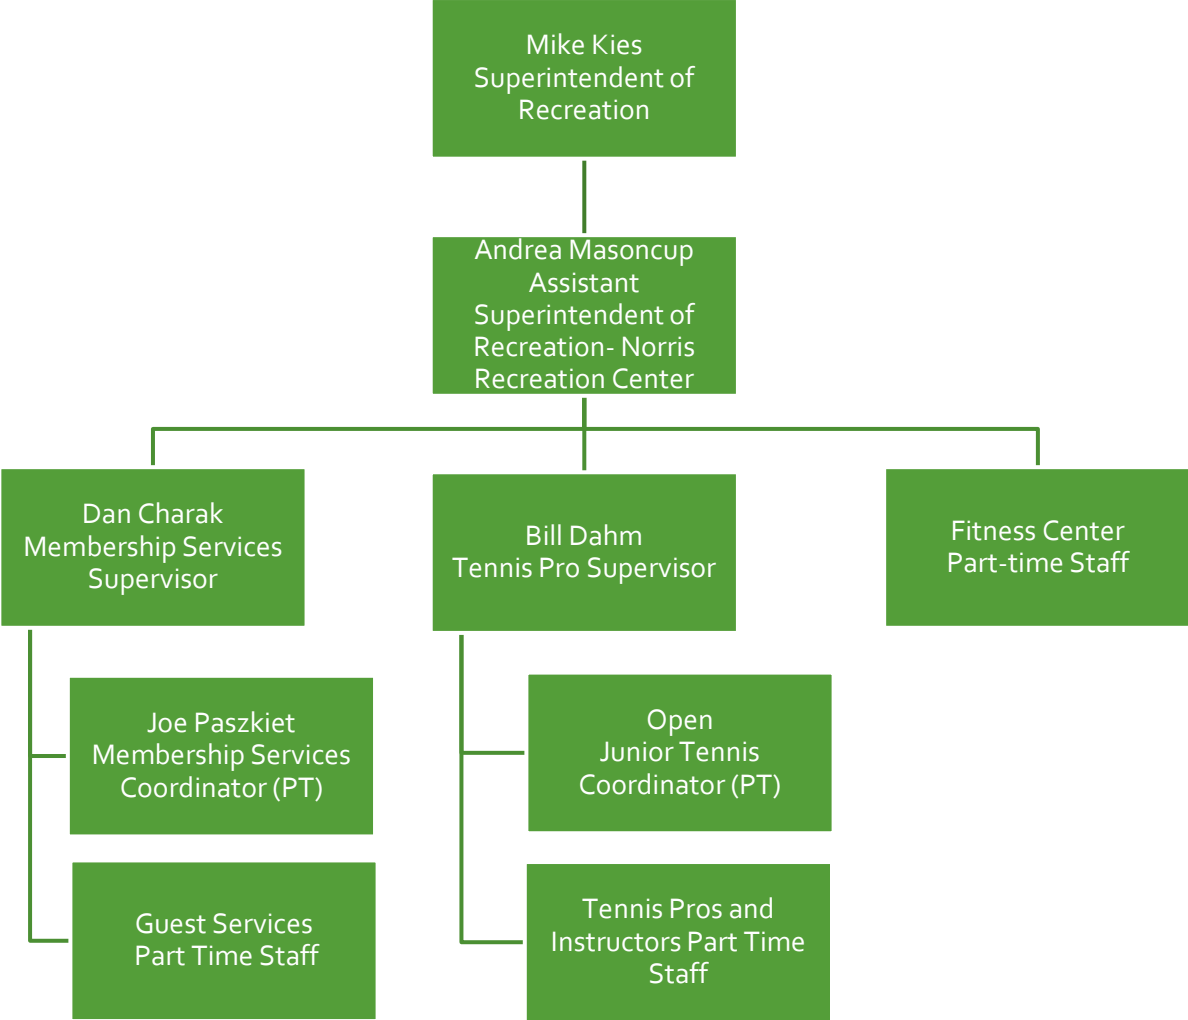 Mike Kies
Superintendent of
Recreation
Andrea Masoncup
Assistant
Superintendent of
Recreation- Norris
Recreation Center
Dan Charak
Membership Services
Supervisor
Bill Dahm
Tennis Pro Supervisor
Fitness Center
Part-time Staff
Joe Paszkiet
Membership Services
Coordinator (PT)
Open
Junior Tennis
Coordinator (PT)
Guest Services
Part Time Staff
Tennis Pros and
Instructors Part Time
Staff